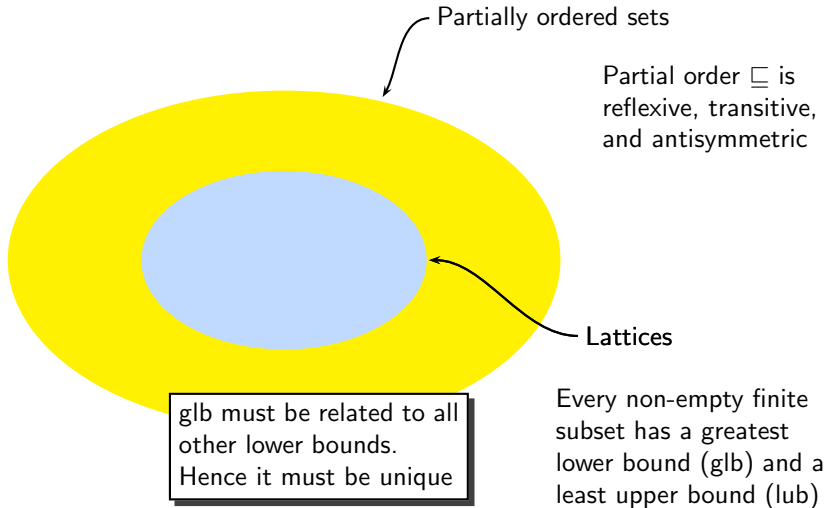 Partially ordered sets
Partial order ⊑ is
reflexive, transitive,
and antisymmetric
Lattices
glb must be related to all
other lower bounds.
Hence it must be unique
Every non-empty finite
subset has a greatest
lower bound (glb) and a
least upper bound (lub)